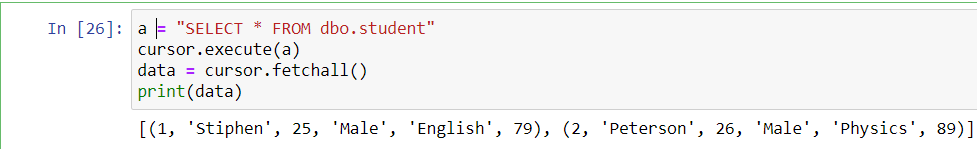 In [26]: a = "SELECT * FROM dbo.student"
cursor.execute(a)
data = cursor.fetchall()
print(data)
[(1, 'Stiphen', 25, 'Male', 'English', 79), (2, 'Peterson', 26, 'Male', 'Physics', 89)]